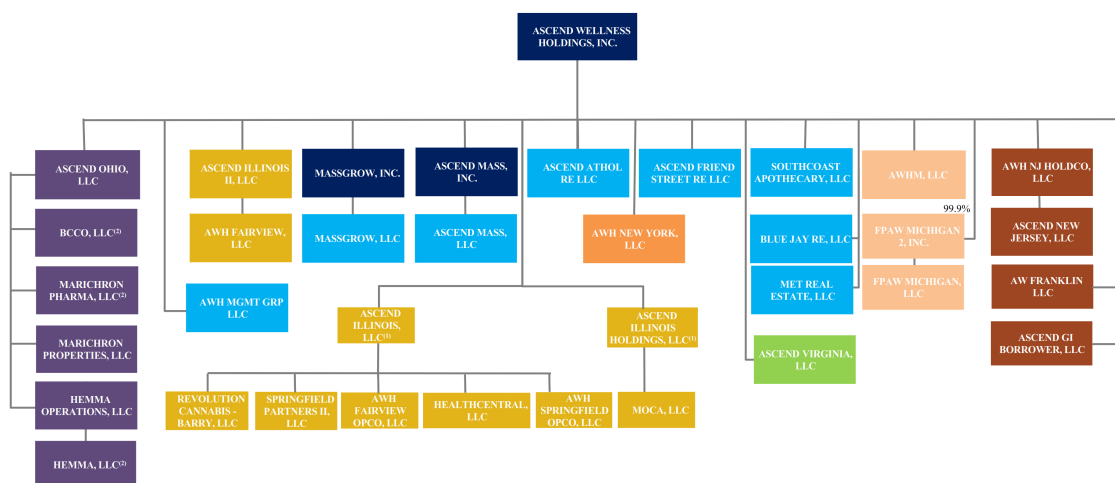 ASCEND WELLNESS
HOLDINGS, INC.
ASCEND OHIO,
LLC
ASCEND ILLINOIS
II, LLC
MASSGROW, INC.
ASCEND MASS,
INC.
ASCEND ATHOL
RE LLC
ASCEND FRIEND
STREET RE LLC
SOUTHCOAST
APOTHECARY, LLC
AWHM, LLC
AWH NJ HOLDCO,
LLC
99.9%
BCCO, LLC(2)
AWH FAIRVIEW,
LLC
MASSGROW, LLC
ASCEND MASS,
LLC
AWH NEW YORK,
LLC
BLUE JAY RE, LLC
FPAW MICHIGAN
2, INC.
ASCEND NEW
JERSEY, LLC
MARICHRON
PHARMA, LLC(2)
AWH MGMT GRP
LLC
MET REAL
ESTATE, LLC
FPAW MICHIGAN,
LLC
AW FRANKLIN
LLC
ASCEND
ILLINOIS,
LLC(1)
ASCEND
ILLINOIS
HOLDINGS, LLC(1)
MARICHRON
PROPERTIES, LLC
ASCEND VIRGINIA,
LLC
ASCEND GI
BORROWER, LLC
HEMMA
OPERATIONS, LLC
REVOLUTION
CANNABIS -
BARRY, LLC
SPRINGFIELD
PARTNERS II,
LLC
AWH
FAIRVIEW
OPCO, LLC
HEALTHCENTRAL,
LLC
AWH
SPRINGFIELD
OPCO, LLC
MOCA, LLC
HEMMA, LLC(2)